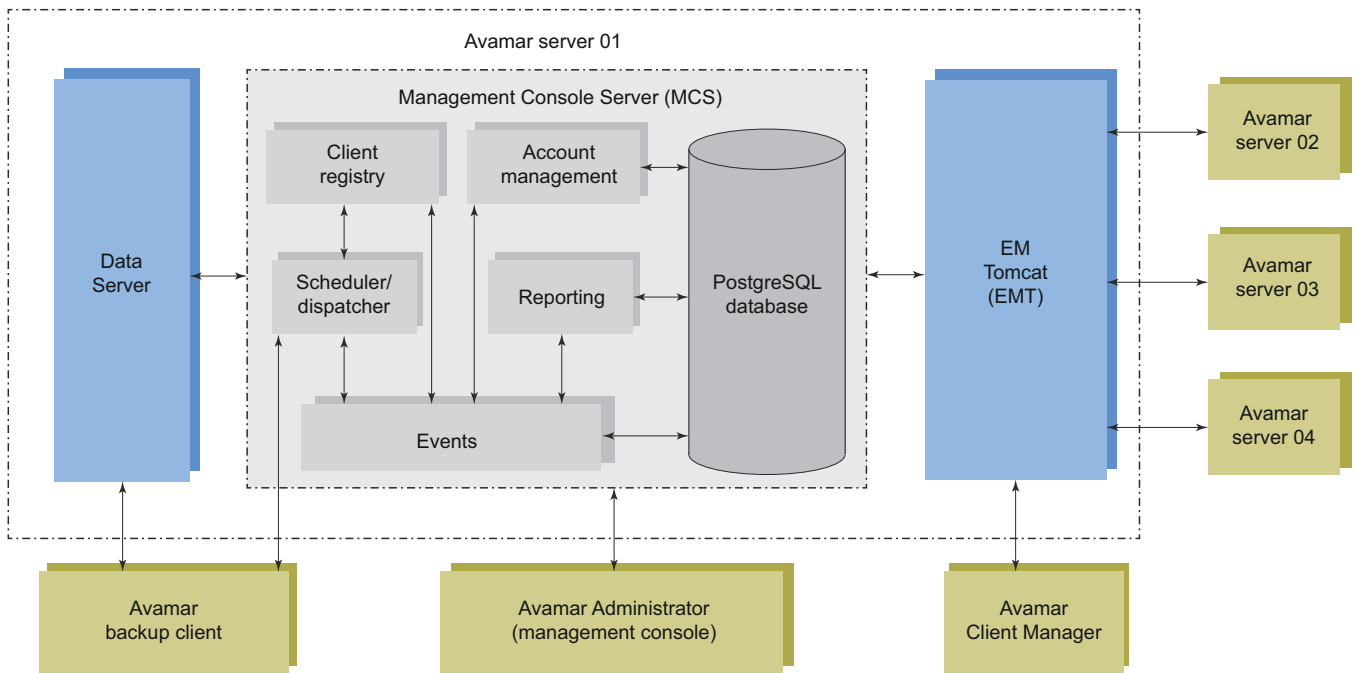 Avamar server 01
Management Console Server (MCS)
Client
registry
Account
management
Data
Server
Scheduler/
dispatcher
Reporting
PostgreSQL
database
Events
EM
Tomcat
(EMT)
Avamar
server 02
Avamar
server 03
Avamar
server 04
Avamar
backup client
Avamar Administrator
(management console)
Avamar
Client Manager